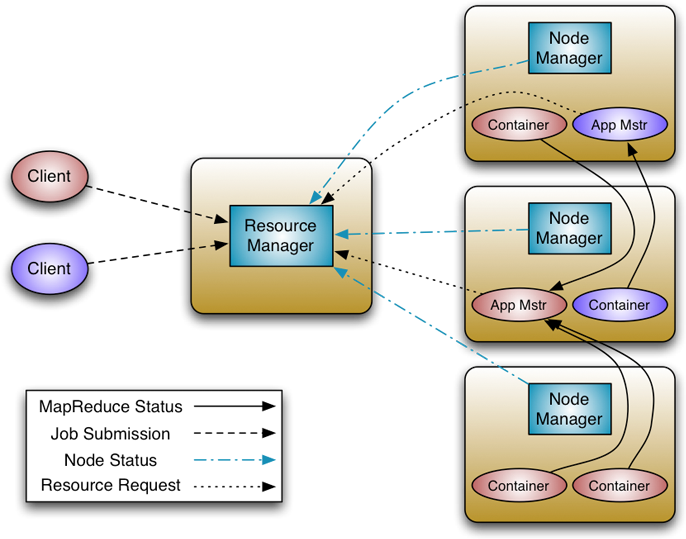 Client
Client
Resource
Manager
Node
Manager
Container
App Mstr
Node
Manager
App Mstr
Container
Node
Manager
Container
Container
MapReduce Status
Job Submission
Node Status
Resource Request